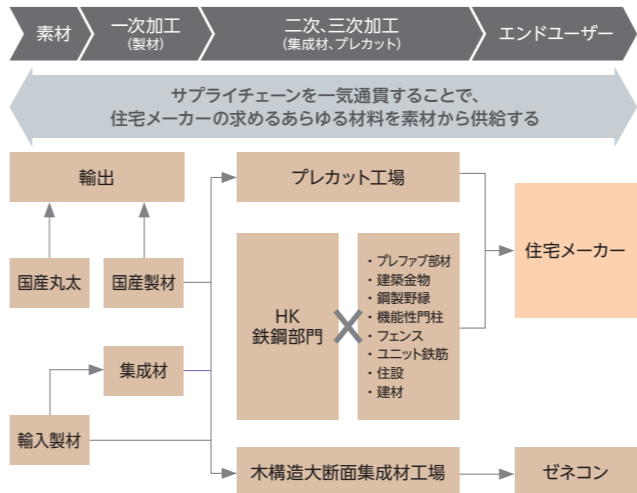 素材
一次加工
(製材)
二次、三次加工
(集成材、プレカット)
エンドユーザー
サプライチェーンを一気通貫することで、
住宅メーカーの求めるあらゆる材料を素材から供給する
輸出
プレカット工場
住宅メーカー
国産丸太
国産製材
HK
鉄鋼部門
・プレファブ部材
・建築金物
・鋼製野縁
・機能性門柱
・フェンス
・ユニット鉄筋
・住設
・建材
集成材
輸入製材
木構造大断面集成材工場
ゼネコン